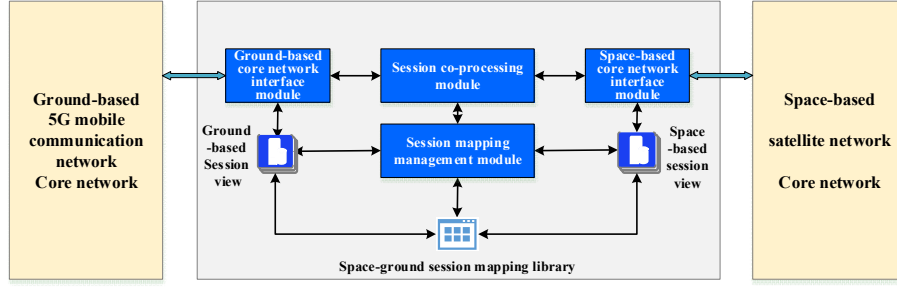 Ground-based
5G mobile
communication
network
Core network
Ground-based
core network
interface
module
Session co-processing
module
Space-based
core network
interface
module
Ground
-based
Session
view
Session mapping
management module
Space
-based
session
view
Space-ground session mapping library
Space-based
satellite network
Core network